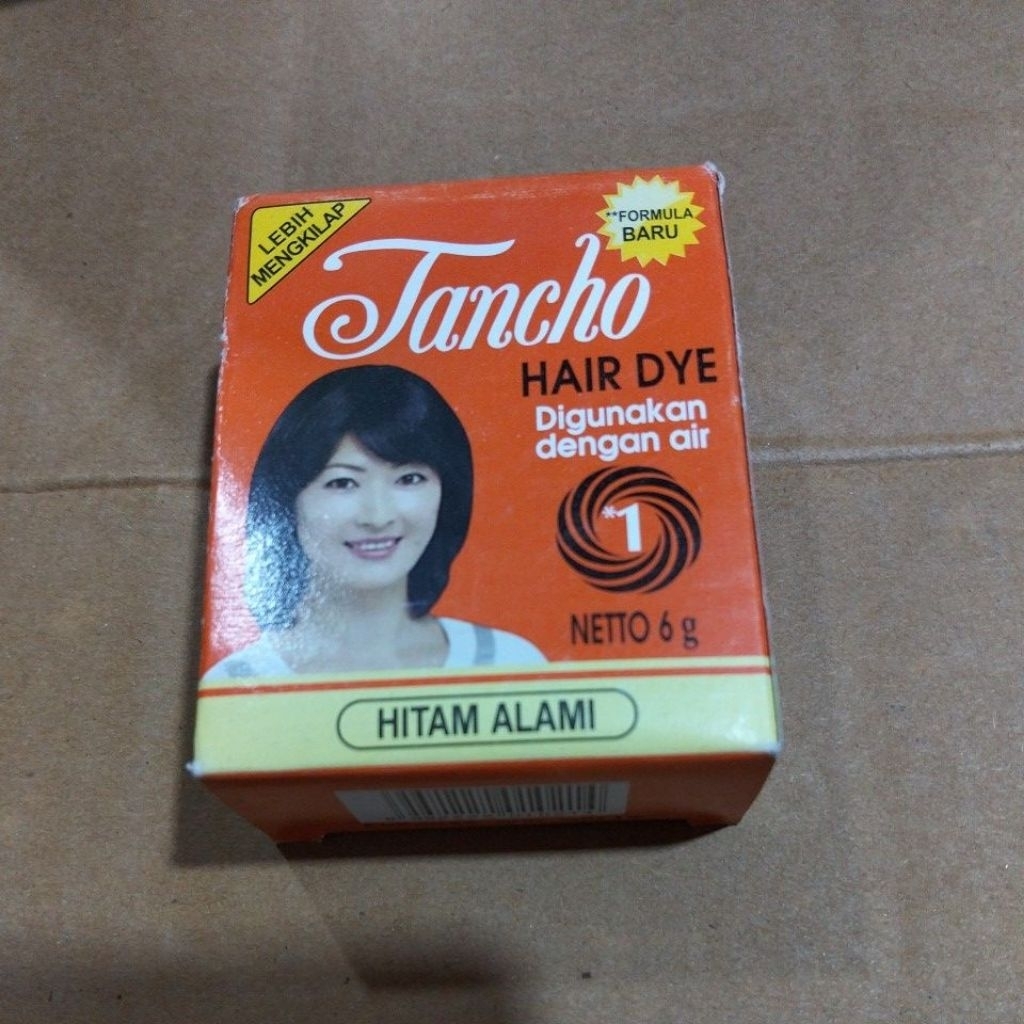 LEBIH
MENGKILAP
**FORMULA
BARU
Tancho
HAIR DYE
Digunakan
dengan air
*1
NETTO 6 g
HITAM ALAMI